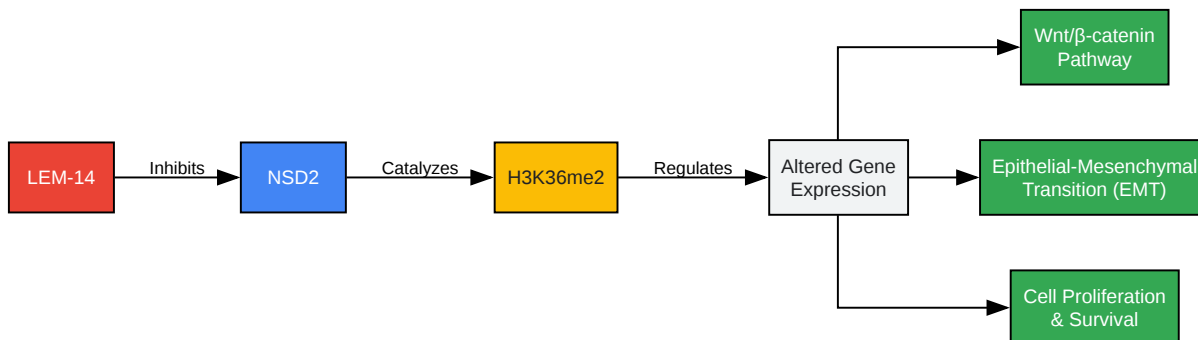 LEM-14
Inhibits
NSD2
Catalyzes
H3K36me2
Regulates
Altered Gene
Expression
Wnt/β-catenin
Pathway
Epithelial-Mesenchymal
Transition (EMT)
Cell Proliferation
& Survival